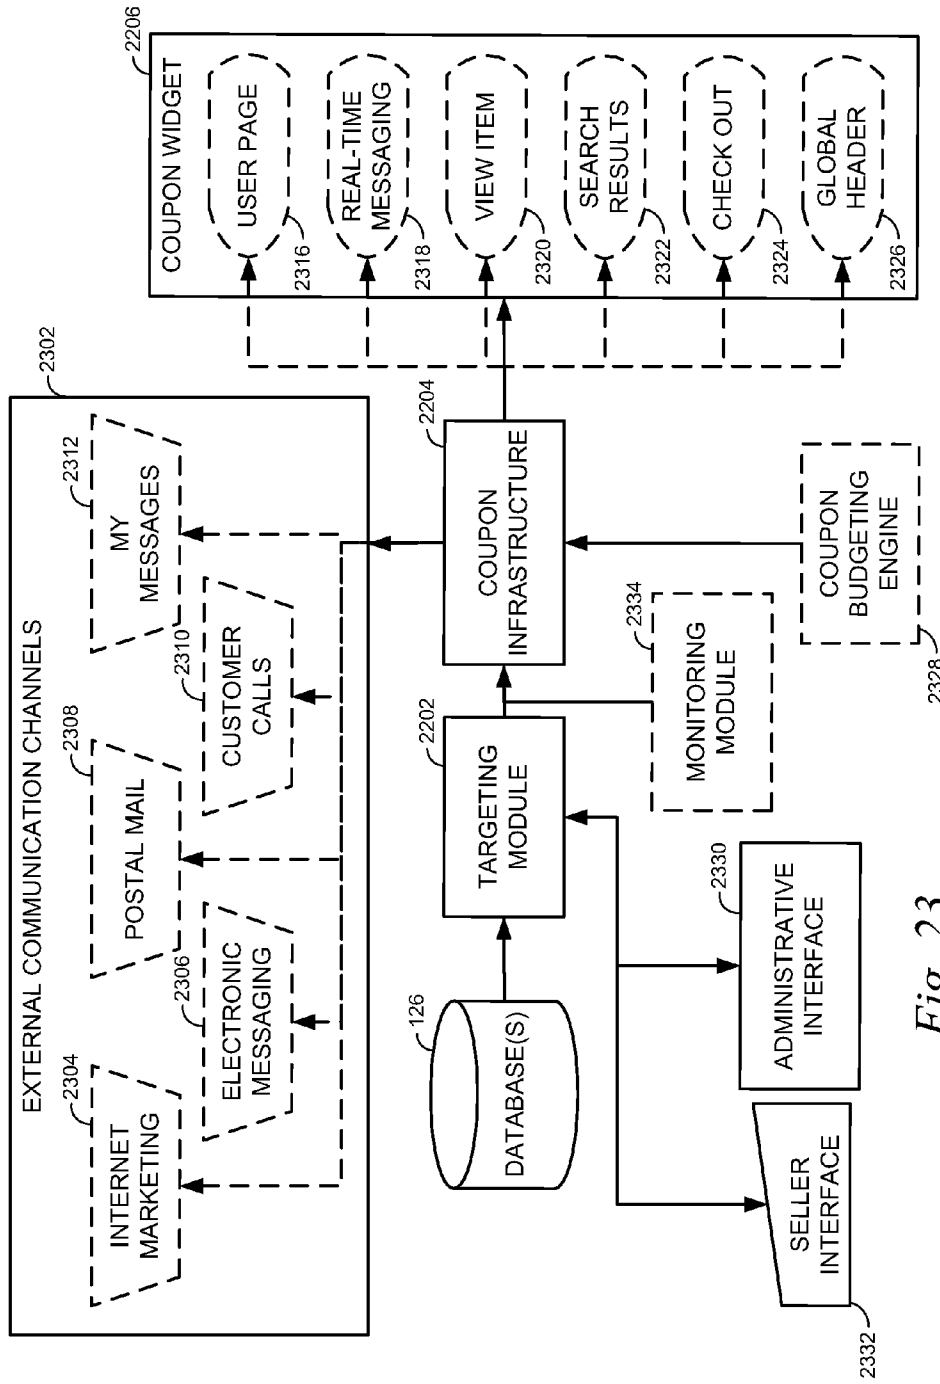 EXTERNAL COMMUNICATION CHANNELS
2302
2304
INTERNET
MARKETING
2306
ELECTRONIC
MESSAGING
2308
POSTAL MAIL
2310
CUSTOMER
CALLS
2312
MY
MESSAGES
126
DATABASE(S)
2202
TARGETING
MODULE
2204
COUPON
INFRASTRUCTURE
2206
COUPON WIDGET
USER PAGE
2316
REAL-TIME
MESSAGING
2318
VIEW ITEM
2320
SEARCH
RESULTS
2322
CHECK OUT
2324
GLOBAL
HEADER
2326
2332
SELLER
INTERFACE
2330
ADMINISTRATIVE
INTERFACE
2334
MONITORING
MODULE
COUPON
BUDGETING
ENGINE
2328
Fig. 23